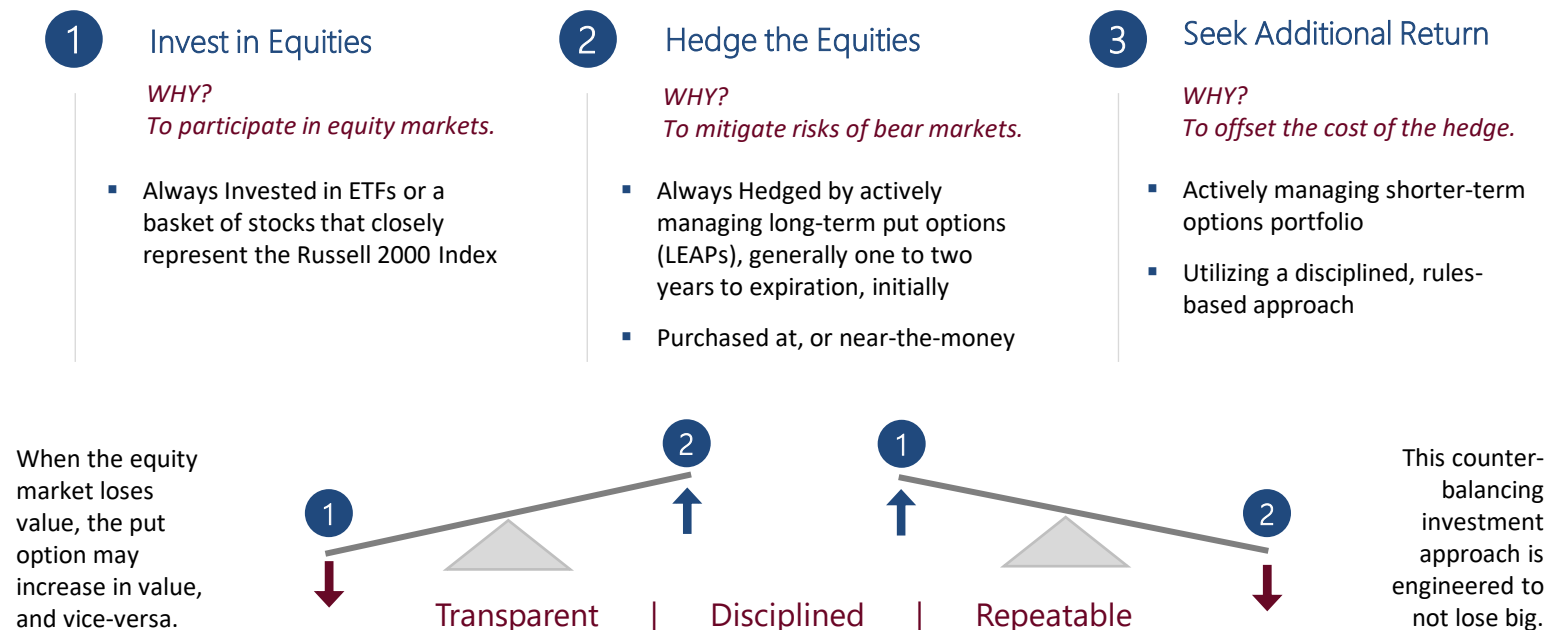 1
Invest in Equities
WHY?
To participate in equity markets.
▪ Always Invested in ETFs or a
basket of stocks that closely
represent the Russell 2000 Index
2
Hedge the Equities
WHY?
To mitigate risks of bear markets.
▪ Always Hedged by actively
managing long-term put options
(LEAPs), generally one to two
years to expiration, initially
▪ Purchased at, or near-the-money
3
Seek Additional Return
WHY?
To offset the cost of the hedge.
▪ Actively managing shorter-term
options portfolio
▪ Utilizing a disciplined, rules-
based approach
When the equity
market loses
value, the put
option may
increase in value,
and vice-versa.
1
2
1
2
This counter-
balancing
investment
approach is
engineered to
not lose big.
Transparent | Disciplined | Repeatable